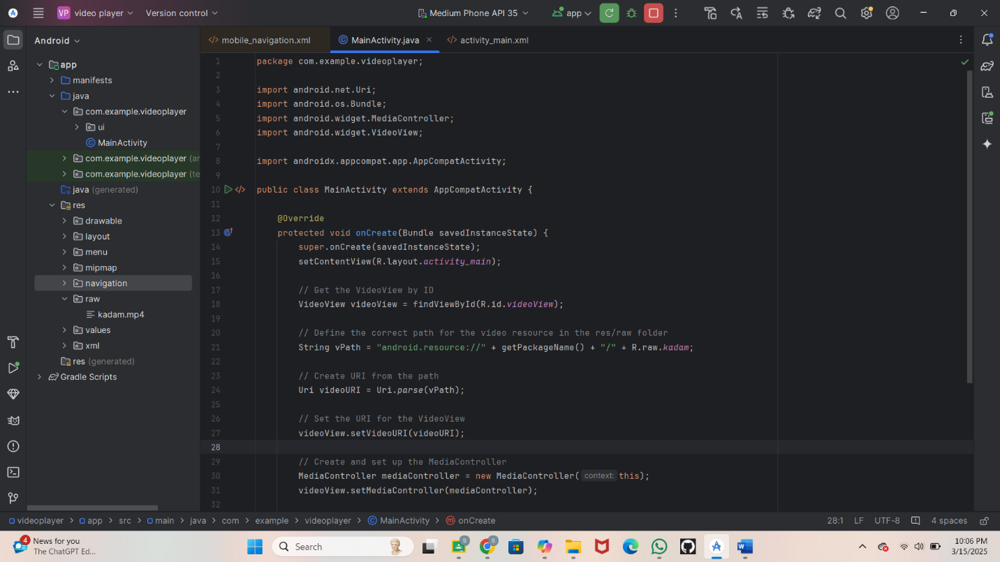 VP video player Version control Medium Phone API 35 app
Android
mobile_navigation.xml MainActivity.java activity_main.xml
app
manifests
java
com.example.videoplayer
ui
MainActivity
com.example.videoplayer (ar
com.example.videoplayer (te
java (generated)
res
drawable
layout
menu
mipmap
navigation
raw
kadam.mp4
values
xml
res (generated)
Gradle Scripts
1 package com.example.videoplayer;
2
3 import android.net.Uri;
4 import android.os.Bundle;
5 import android.widget.MediaController;
6 import android.widget.VideoView;
7
8 import androidx.appcompat.app.AppCompatActivity;
9
10 public class MainActivity extends AppCompatActivity {
11
12 @Override
13 protected void onCreate(Bundle savedInstanceState) {
14 super.onCreate(savedInstanceState);
15 setContentView(R.layout.activity_main);
16
17 // Get the VideoView by ID
18 VideoView videoView = findViewById(R.id.videoView);
19
20 // Define the correct path for the video resource in the res/raw folder
21 String vPath = "android.resource://" + getPackageName() + "/" + R.raw.kadam;
22
23 // Create URI from the path
24 Uri videoURI = Uri.parse(vPath);
25
26 // Set the URI for the VideoView
27 videoView.setVideoURI(videoURI);
28
29 // Create and set up the MediaController
30 MediaController mediaController = new MediaController( context: this);
31 videoView.setMediaController(mediaController);
32
videoplayer > app > src > main > java > com > example > videoplayer > MainActivity > onCreate 28:1 LF UTF-8 4 spaces
4 News for you
The ChatGPT Ed...
Search
S
S
10:06 PM
3/15/2025